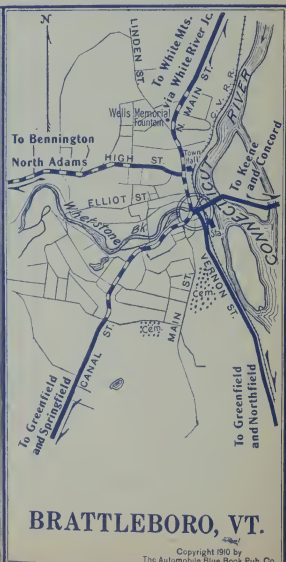 N
LINDEN ST.
To White Mts.
via White River Jc.
N. MAIN ST.
C.V.R.R.
RIVER
Wells Memorial
Fountain
To Bennington
North Adams
HIGH ST.
Town
Hall
To Keene
and Concord
ELLIOT ST.
Whetstone
Bk
CONNECTICUT
Sta.
VERNON ST.
Cem.
MAIN ST.
Cem.
CANAL ST.
To Greenfield
and Springfield
To Greenfield
and Northfield
BRATTLEBORO, VT.
Copyright 1910 by
The Automobile Blue Book Pub. Co.